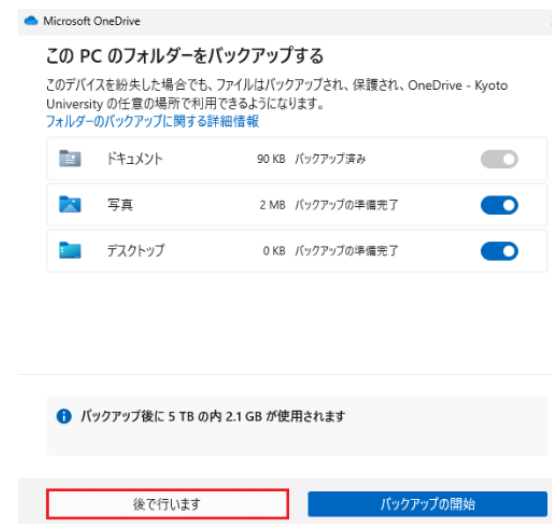 Microsoft OneDrive
この PC のフォルダーをバックアップする
このデバイスを紛失した場合でも、ファイルはバックアップされ、保護され、OneDrive - Kyoto
University の任意の場所で利用できるようになります。
フォルダーのバックアップに関する詳細情報
ドキュメント 90 KB バックアップ済み
写真 2 MB バックアップの準備完了
デスクトップ 0 KB バックアップの準備完了
バックアップ後に 5 TB の内 2.1 GB が使用されます
後で行います バックアップの開始